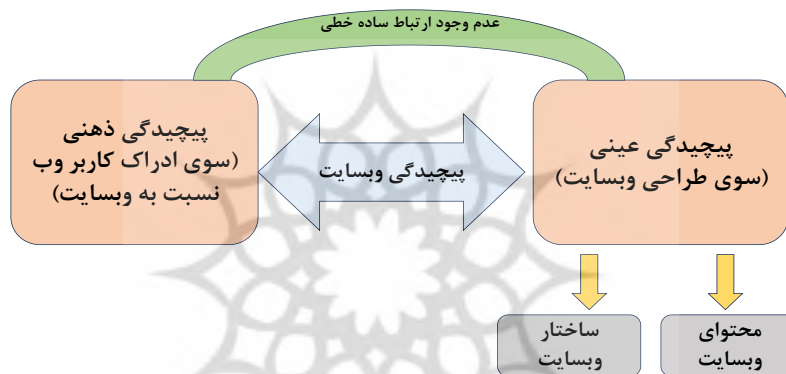 عدم وجود ارتباط ساده خطی
پیچیدگی عینی
(سوی طراحی وبسایت)
پیچیدگی وبسایت
پیچیدگی ذهنی
(سوی ادراک کاربر وب
نسبت به وبسایت)
محتوای
وبسایت
ساختار
وبسایت